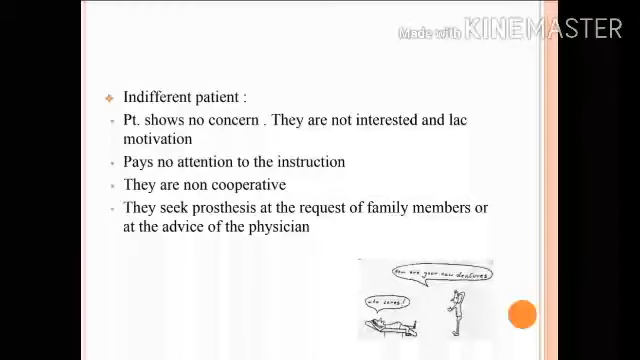 Made with KINEMASTER
Indifferent patient :
Pt. shows no concern . They are not interested and lac
motivation
Pays no attention to the instruction
They are non cooperative
They seek prosthesis at the request of family members or
at the advice of the physician
How are your new dentures
who cares!